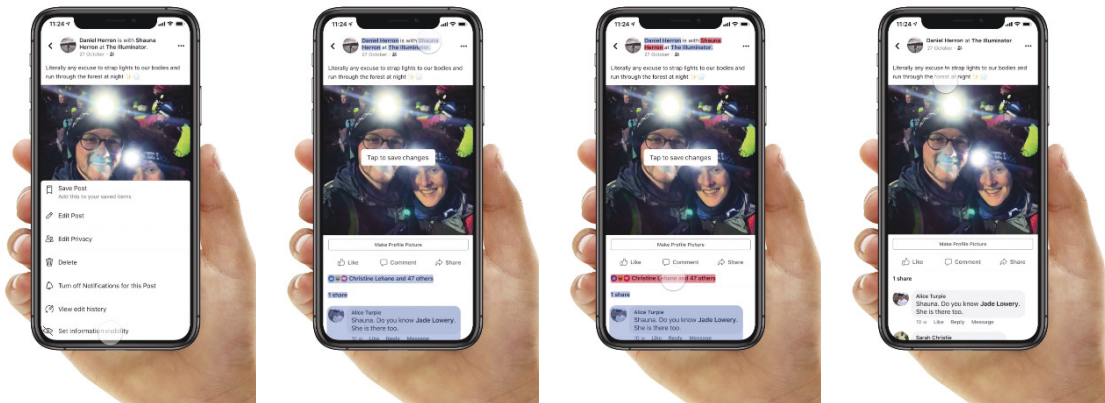 11:24
Daniel Herron is with Shauna
Herron at The Illuminator.
27 October
Literally any excuse to strap lights to our bodies and
run through the forest at night
Save Post
Add this to your saved items
Edit Post
Edit Privacy
Delete
Turn off Notifications for this Post
View edit history
Set information visibility
11:24
Daniel Herron is with Shauna
Herron at The Illuminator.
27 October
Literally any excuse to strap lights to our bodies and
run through the forest at night
Tap to save changes
Make Profile Picture
Like Comment Share
Christine Lehane and 47 others
1 share
Alice Turpie
Shauna. Do you know Jade Lowery.
She is there too.
10 w Like Reply Message
11:24
Daniel Herron is with Shauna
Herron at The Illuminator.
27 October
Literally any excuse to strap lights to our bodies and
run through the forest at night
Tap to save changes
Make Profile Picture
Like Comment Share
Christine Lehane and 47 others
1 share
Alice Turpie
Shauna. Do you know Jade Lowery.
She is there too.
10 w Like Reply Message
11:24
Daniel Herron at The Illuminator
27 October
Literally any excuse to strap lights to our bodies and
run through the forest at night
Make Profile Picture
Like Comment Share
1 share
Alice Turpie
Shauna. Do you know Jade Lowery.
She is there too.
10 w Like Reply Message
Sarah Christie